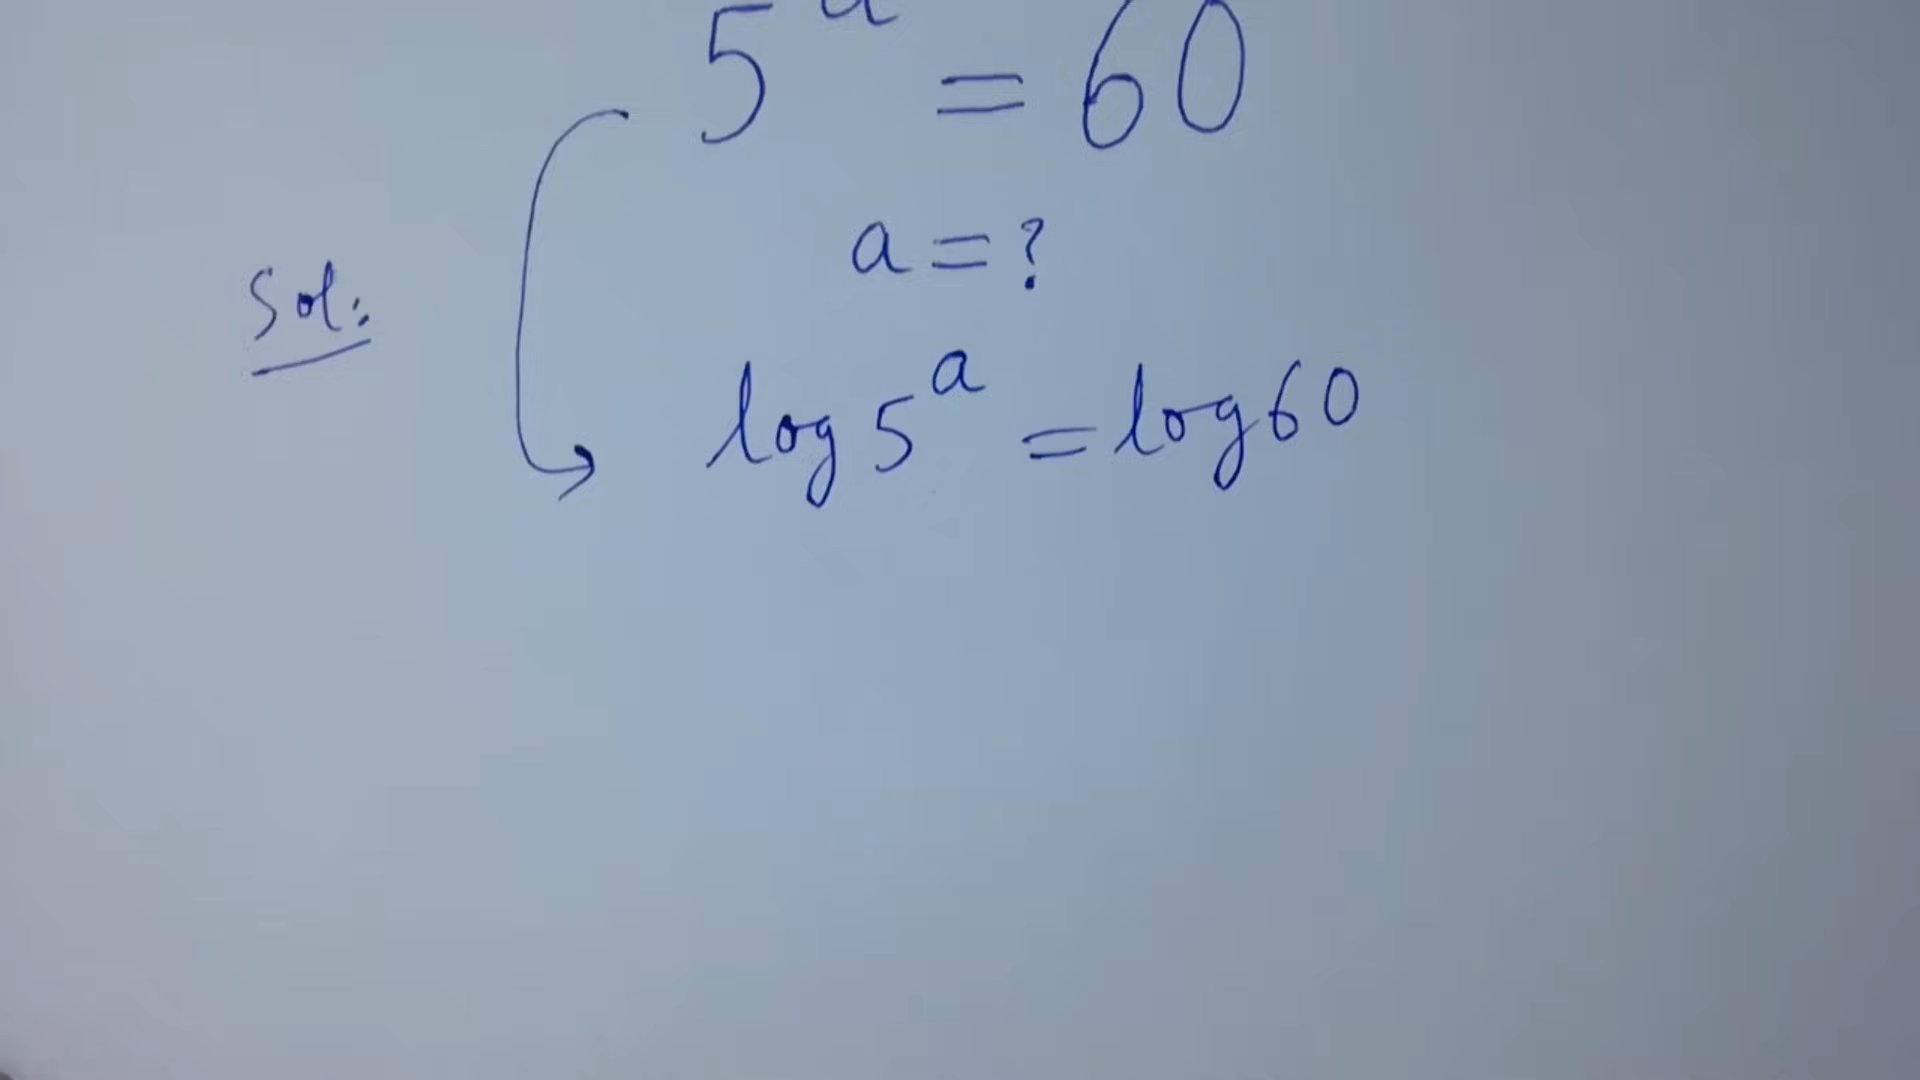 5^a = 60
a = ?
Sol:
log 5^a = log 60